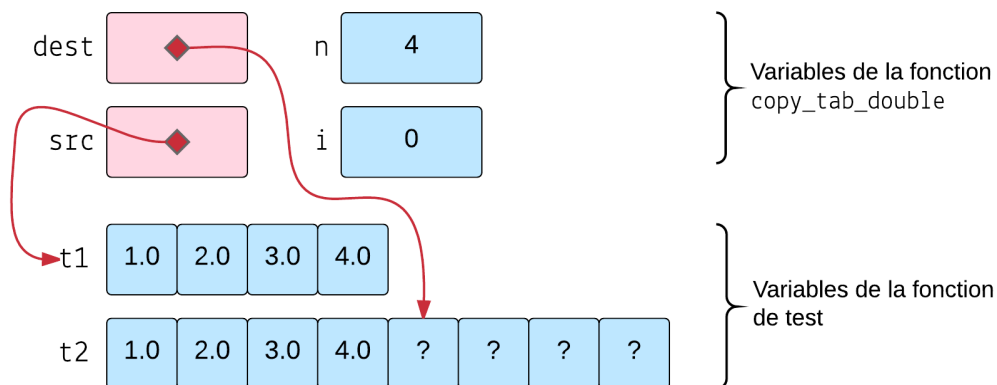 dest
n
4
Variables de la fonction
copy_tab_double
src
i
0
t1
1.0 2.0 3.0 4.0
Variables de la fonction
de test
t2
1.0 2.0 3.0 4.0 ? ? ? ?